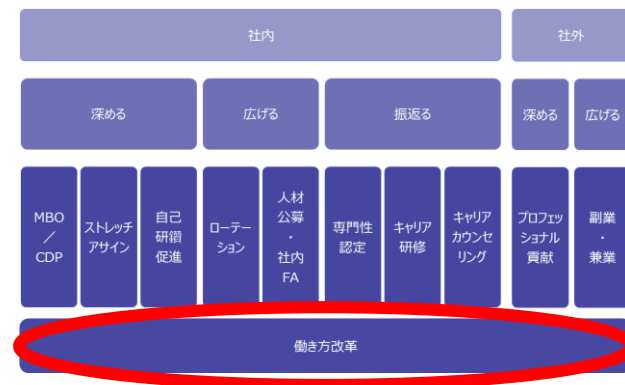 社内
社外
深める
広げる
振返る
深める
広げる
MBO
／
CDP
ストレッチ
アサイン
自己
研鑽
促進
ローテー
ション
人材
公募
・
社内
FA
専門性
認定
キャリア
研修
キャリア
カウンセ
リング
プロフェッ
ショナル
貢献
副業
・
兼業
働き方改革